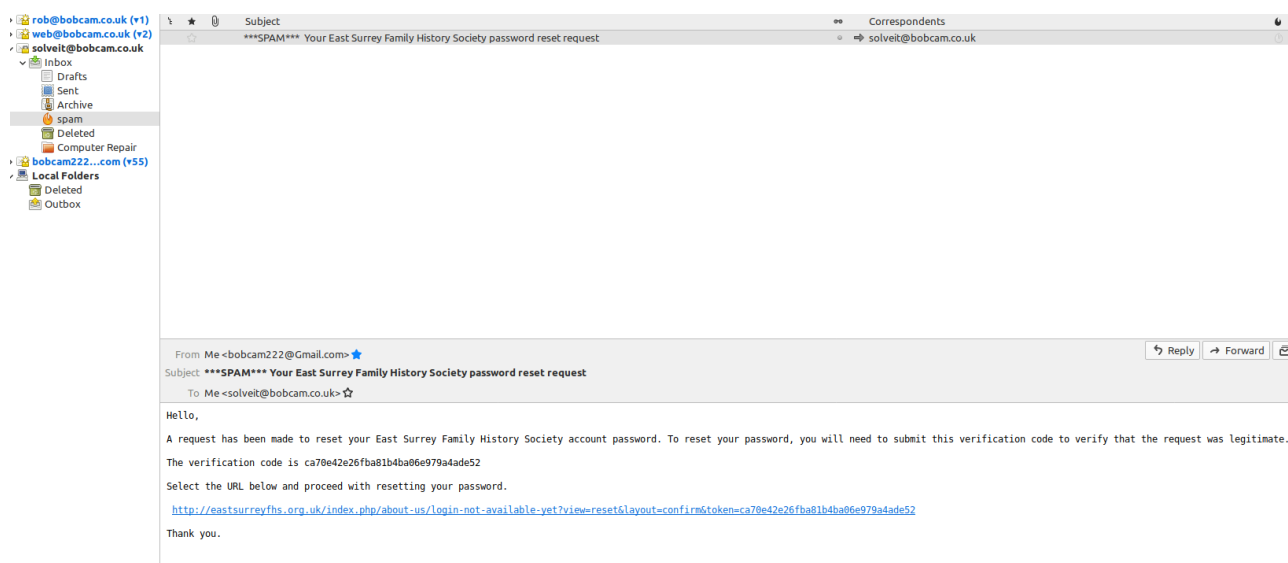 rob@bobcam.co.uk (▾1)
web@bobcam.co.uk (▾2)
solveit@bobcam.co.uk
Inbox
Drafts
Sent
Archive
spam
Deleted
Computer Repair
bobcam222...com (▾55)
Local Folders
Deleted
Outbox
Subject Correspondents
***SPAM*** Your East Surrey Family History Society password reset request solveit@bobcam.co.uk
From Me <bobcam222@Gmail.com>
Reply Forward
Subject ***SPAM*** Your East Surrey Family History Society password reset request
To Me <solveit@bobcam.co.uk>
Hello,
A request has been made to reset your East Surrey Family History Society account password. To reset your password, you will need to submit this verification code to verify that the request was legitimate.
The verification code is ca70e42e26fba81b4ba06e979a4ade52
Select the URL below and proceed with resetting your password.
http://eastsurreyfhs.org.uk/index.php/about-us/login-not-available-yet?view=reset&layout=confirm&token=ca70e42e26fba81b4ba06e979a4ade52
Thank you.